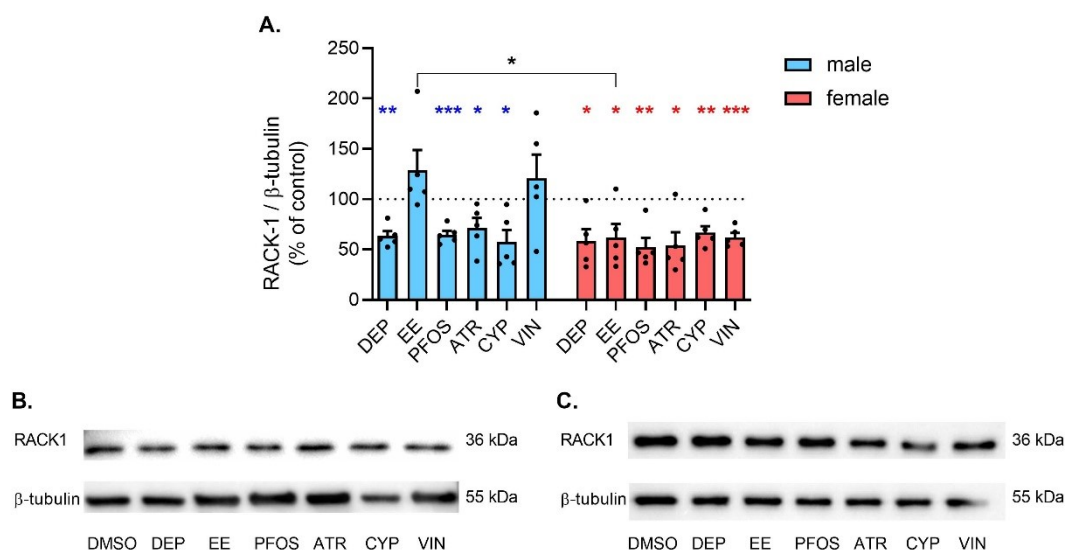 A.
250
200
150
100
50
0
RACK-1 / β-tubulin
(% of control)
*
** *** * *
* * ** * ** ***
male
female
DEP EE PFOS ATR CYP VIN DEP EE PFOS ATR CYP VIN
B.
RACK1 36 kDa
β-tubulin 55 kDa
DMSO DEP EE PFOS ATR CYP VIN
C.
RACK1 36 kDa
β-tubulin 55 kDa
DMSO DEP EE PFOS ATR CYP VIN